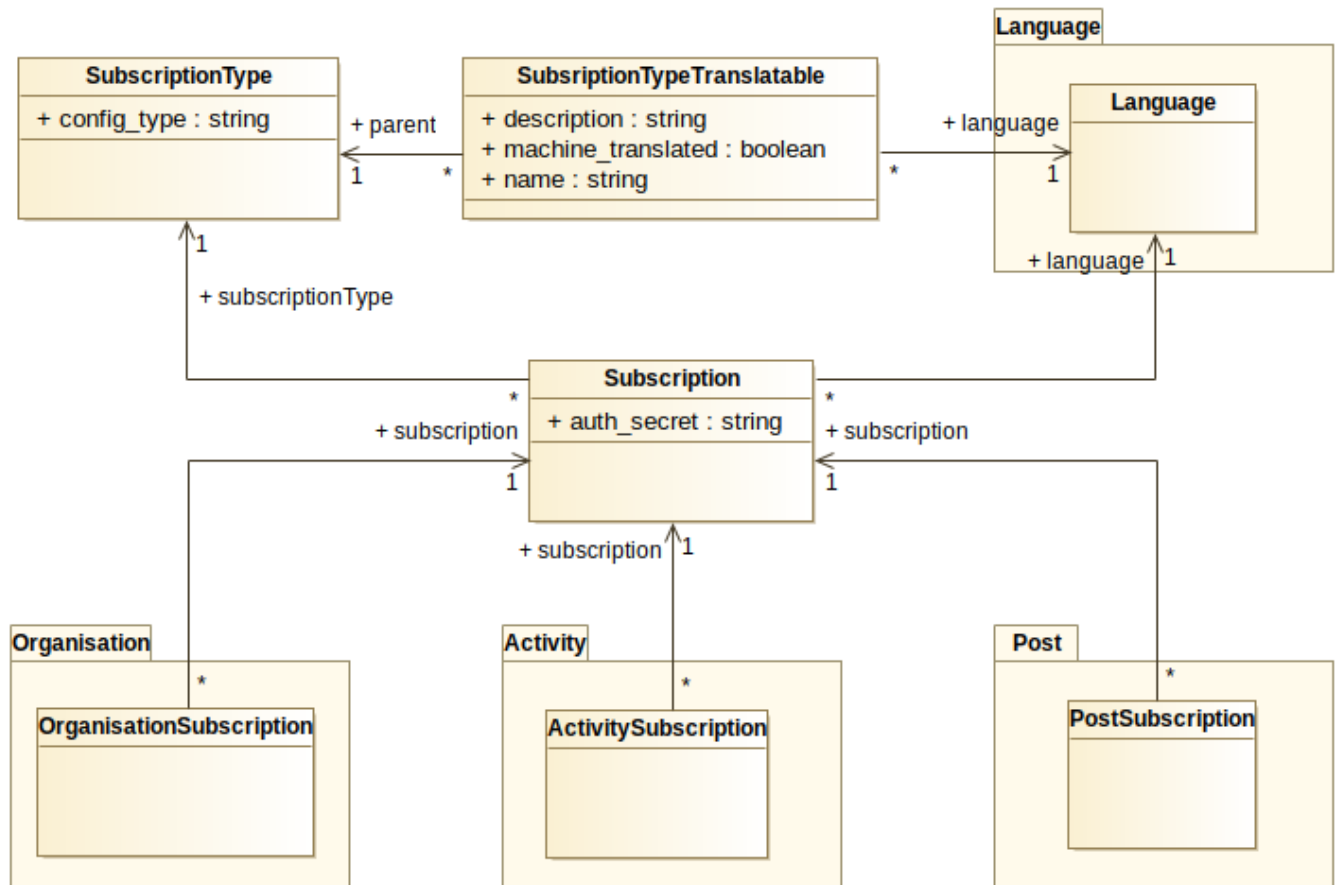 Language
SubscriptionType
SubsriptionTypeTranslatable
Language
+ config_type : string
+ parent
1
*
+ description : string
+ machine_translated : boolean
+ name : string
+ language
*
1
1
+ subscriptionType
+ language
1
Subscription
+ auth_secret : string
*
*
+ subscription
1
+ subscription
1
+ subscription
1
Organisation
*
OrganisationSubscription
Activity
*
ActivitySubscription
Post
*
PostSubscription